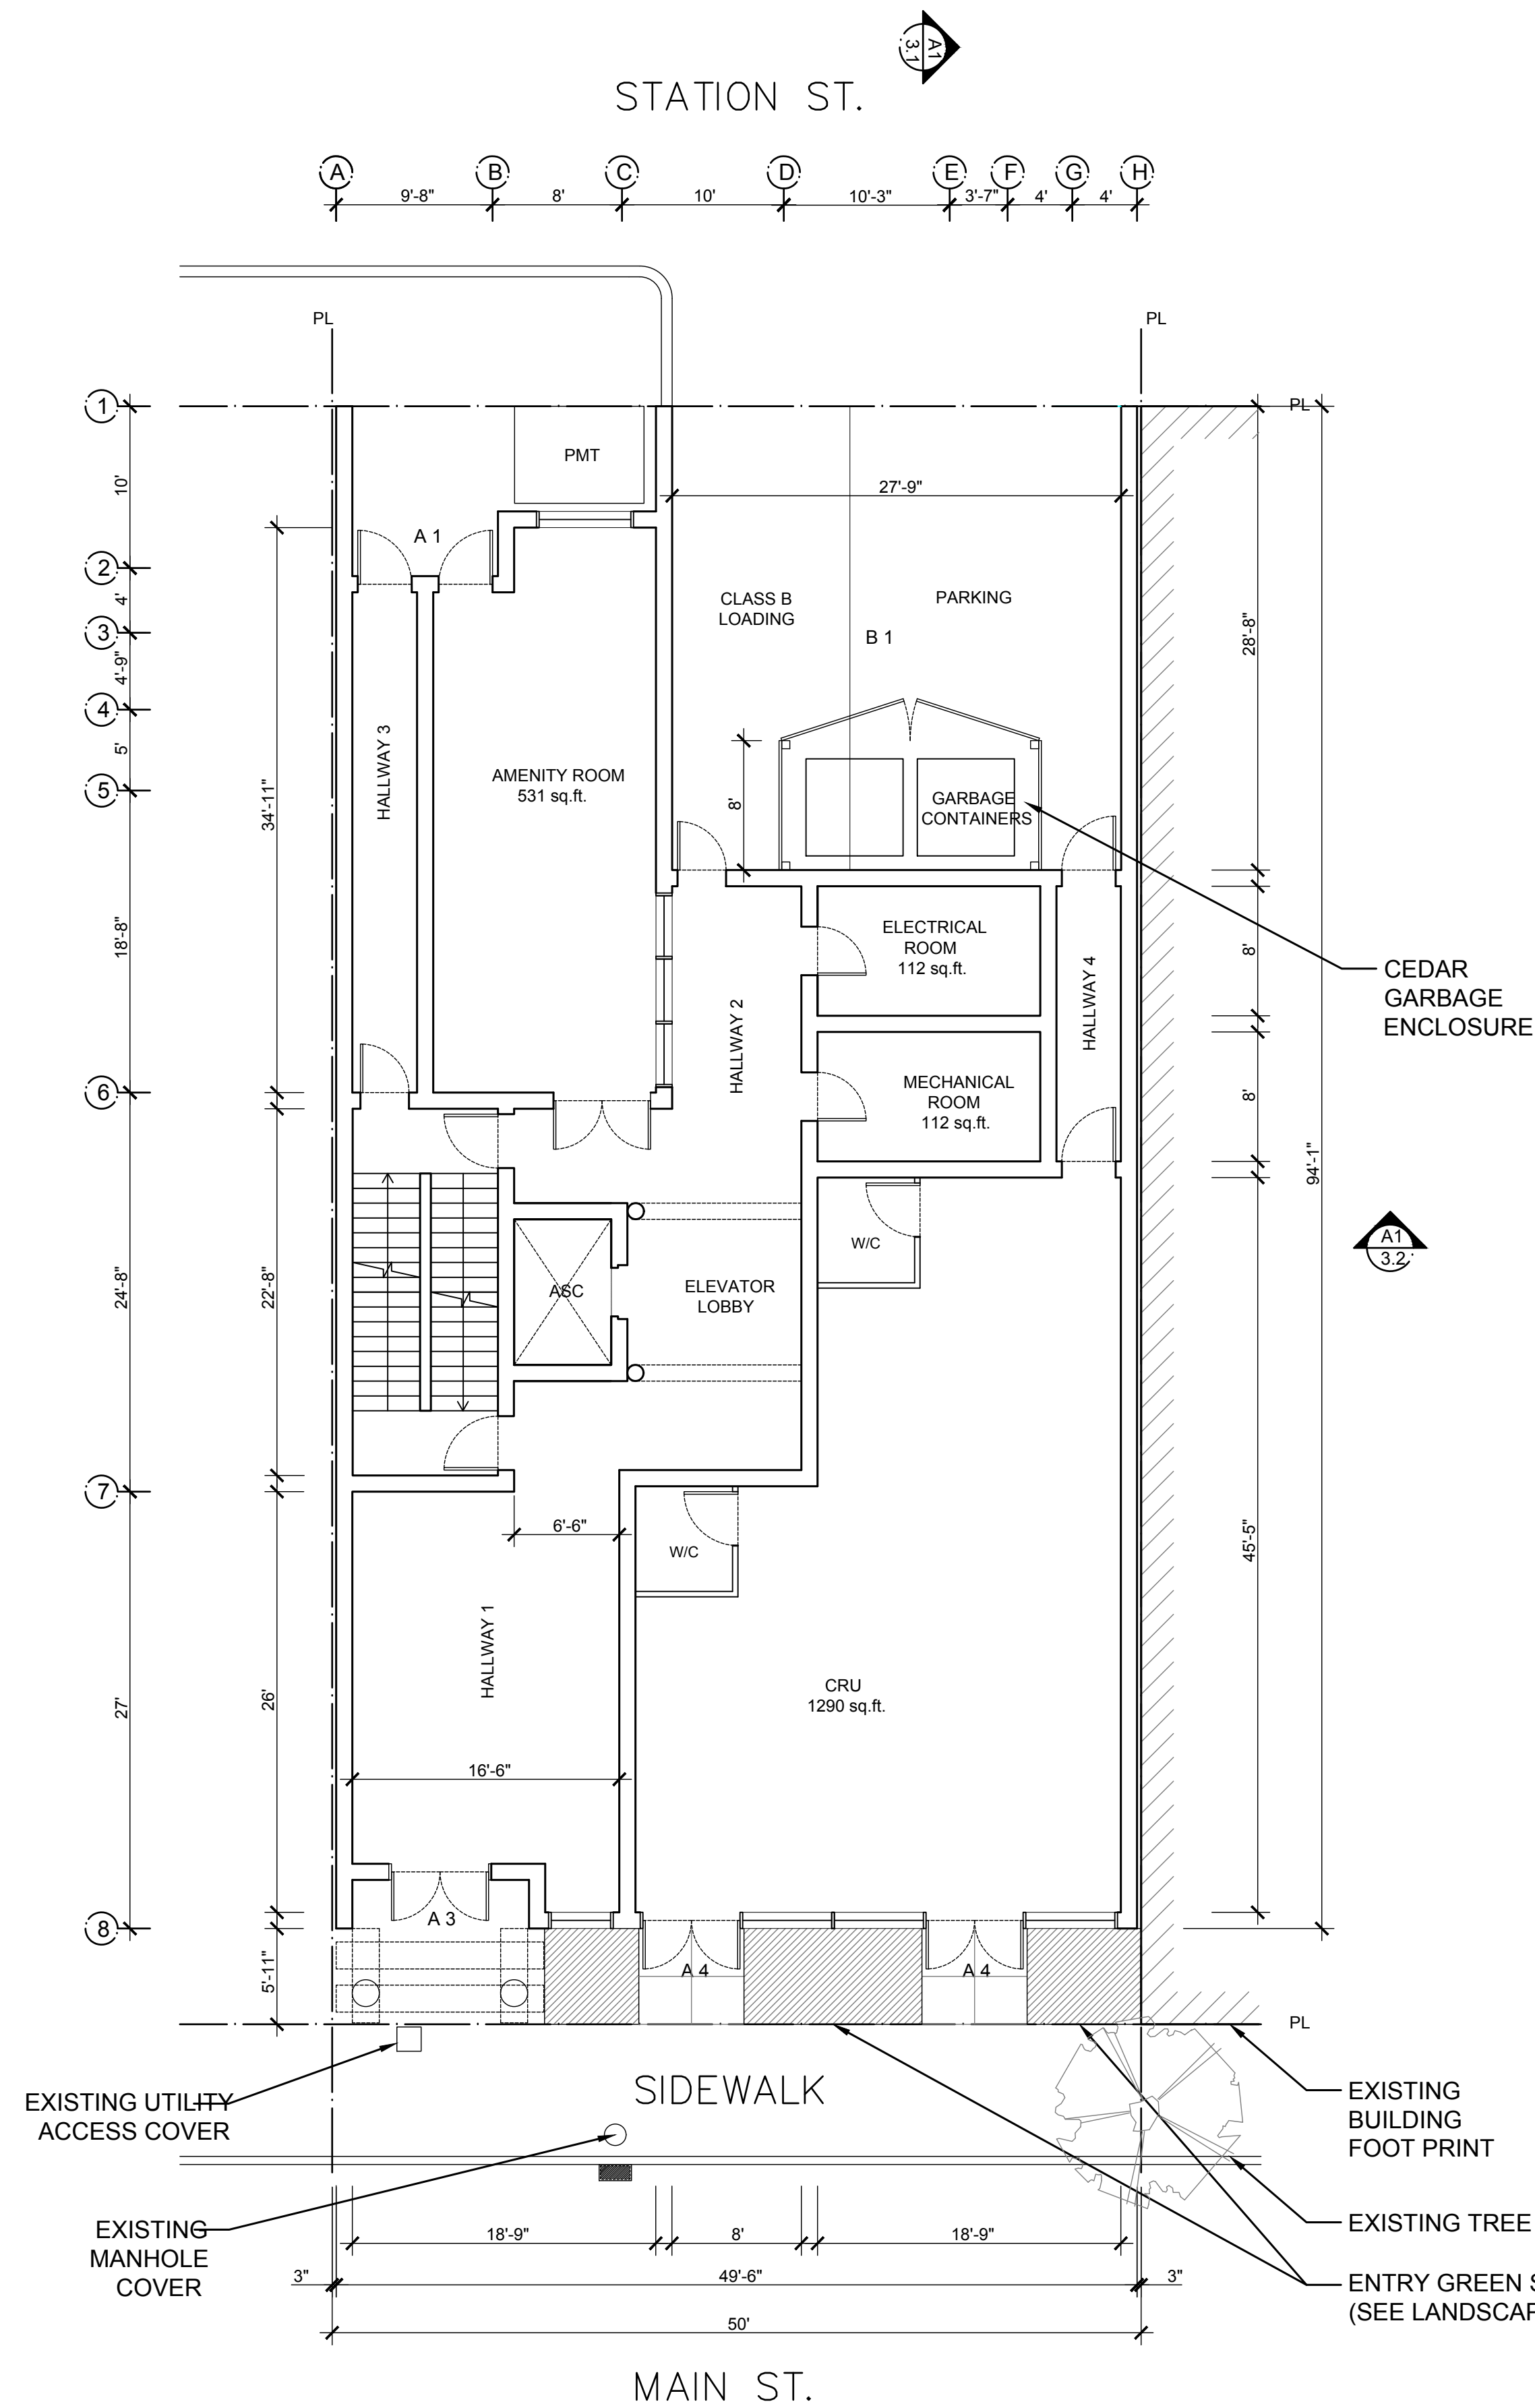 A1
3.1
STATION ST.
A
B
C
D
E
F
G
H
9'-8"
8'
10'
10'-3"
3'-7"
4'
4'
PL
PL
1
PL
PMT
10'
27'-9"
A 1
2
4'
CLASS B
LOADING
PARKING
B 1
3
28'-8"
4'-9"
4
HALLWAY 3
5'
AMENITY ROOM
531 sq.ft.
5
34'-11"
8'
GARBAGE
CONTAINERS
18'-8"
ELECTRICAL
ROOM
112 sq.ft.
8'
CEDAR
GARBAGE
ENCLOSURE
HALLWAY 2
HALLWAY 4
6
MECHANICAL
ROOM
112 sq.ft.
8'
94'-1"
W/C
A1
3.2
24'-8"
22'-8"
ASC
ELEVATOR
LOBBY
7
6'-6"
W/C
45'-5"
HALLWAY 1
CRU
1290 sq.ft.
27'
26'
16'-6"
8
A 3
A 4
A 4
5'-11"
PL
SIDEWALK
EXISTING UTILITY
ACCESS COVER
EXISTING
BUILDING
FOOT PRINT
EXISTING
MANHOLE
COVER
EXISTING TREE
18'-9"
8'
18'-9"
3"
49'-6"
3"
ENTRY GREEN
(SEE
50'
MAIN ST.